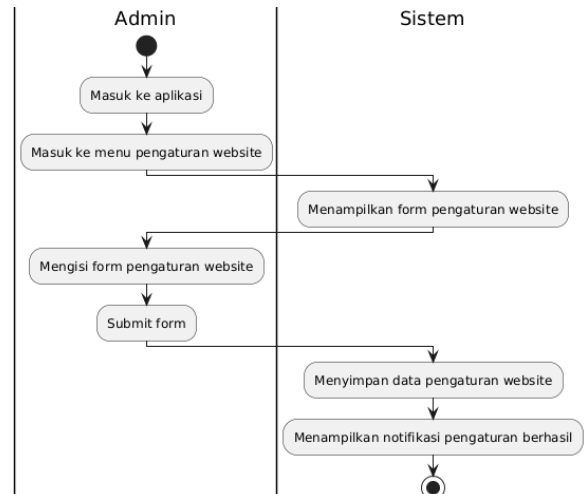 Admin
Sistem
Masuk ke aplikasi
Masuk ke menu pengaturan website
Menampilkan form pengaturan website
Mengisi form pengaturan website
Submit form
Menyimpan data pengaturan website
Menampilkan notifikasi pengaturan berhasil